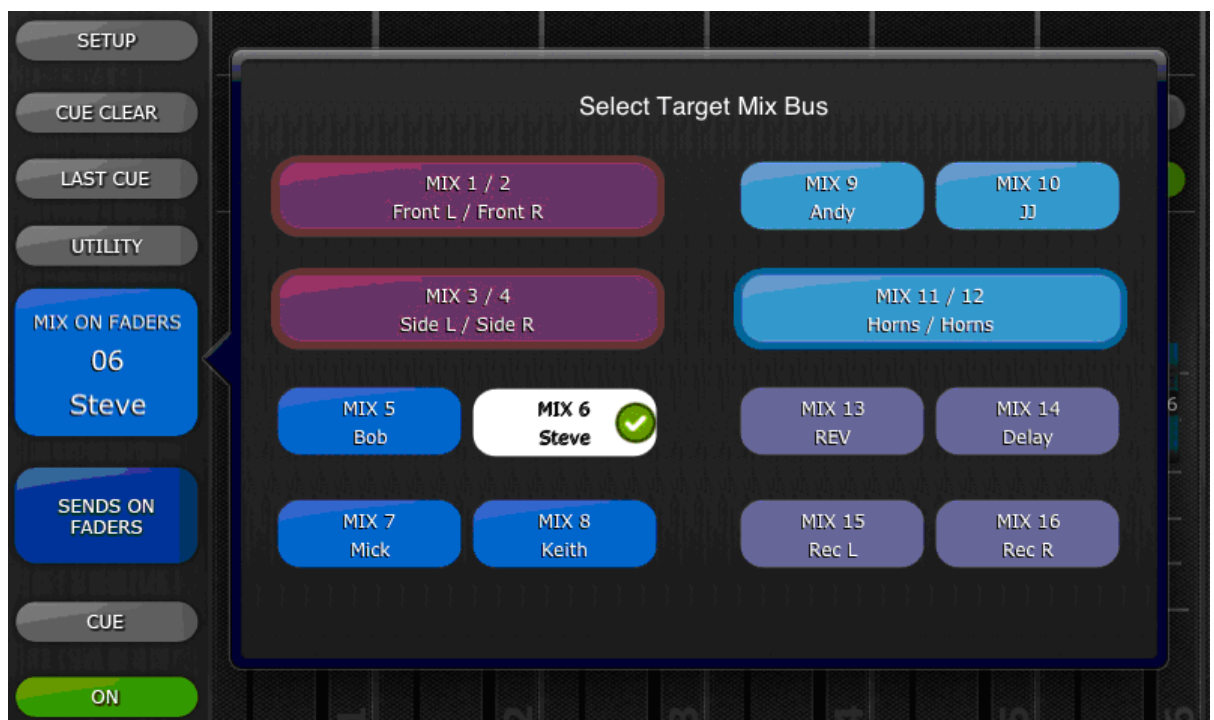 SETUP
CUE CLEAR
LAST CUE
UTILITY
MIX ON FADERS
06
Steve
SENDS ON
FADERS
CUE
ON
Select Target Mix Bus
MIX 1 / 2
Front L / Front R
MIX 3 / 4
Side L / Side R
MIX 5
Bob
MIX 6
Steve
MIX 7
Mick
MIX 8
Keith
MIX 9
Andy
MIX 10
JJ
MIX 11 / 12
Horns / Horns
MIX 13
REV
MIX 14
Delay
MIX 15
Rec L
MIX 16
Rec R
6